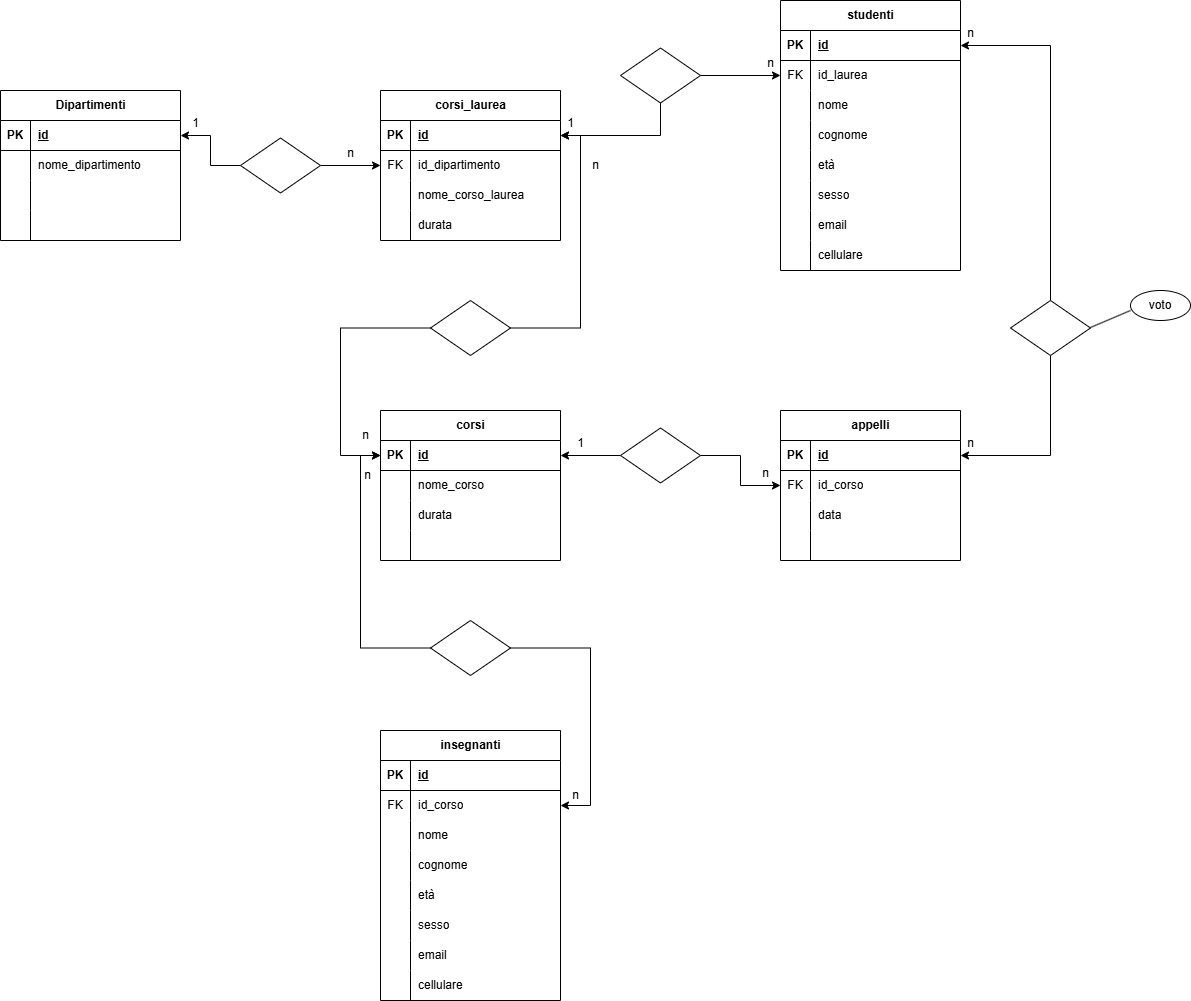 studenti
PK id
FK id_laurea
nome
cognome
età
sesso
email
cellulare
n
n
Dipartimenti
PK id
nome_dipartimento
1
n
corsi_laurea
PK id
FK id_dipartimento
nome_corso_laurea
durata
1
n
voto
corsi
PK id
nome_corso
durata
n
n
1
n
appelli
PK id
FK id_corso
data
n
insegnanti
PK id
FK id_corso
nome
cognome
età
sesso
email
cellulare
n